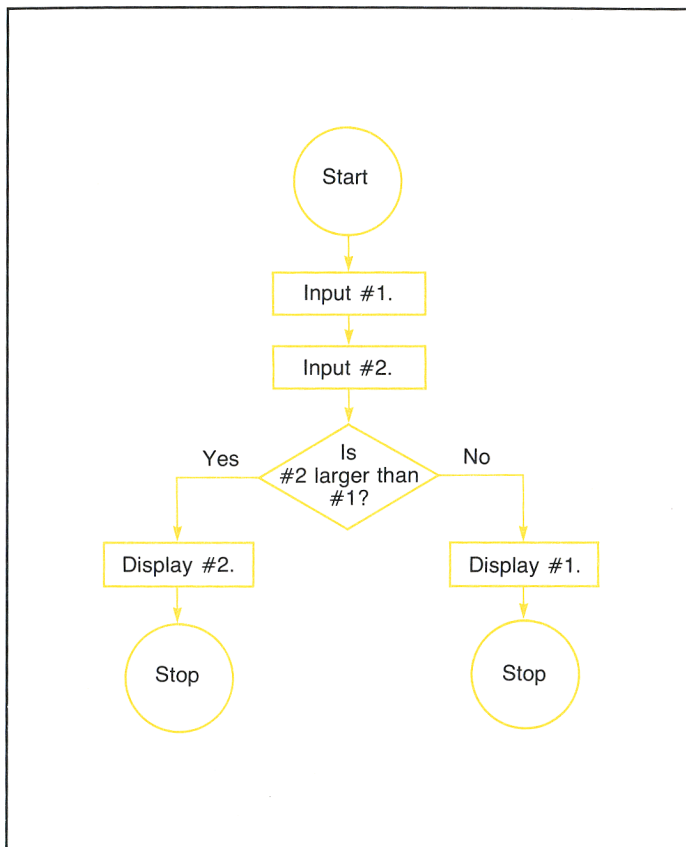 Start
Input #1.
Input #2.
Is
#2 larger than
#1?
Yes
No
Display #2.
Display #1.
Stop
Stop